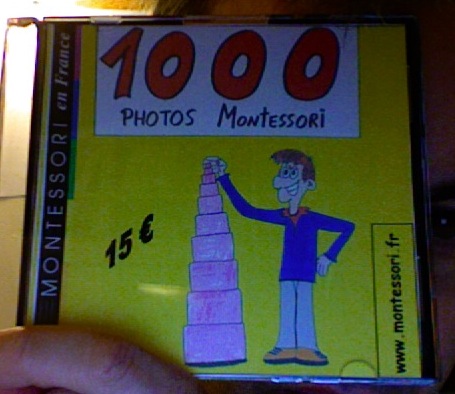 1000
PHOTOS Montessori
MONTESSORI en France
15 €
www.montessori.fr